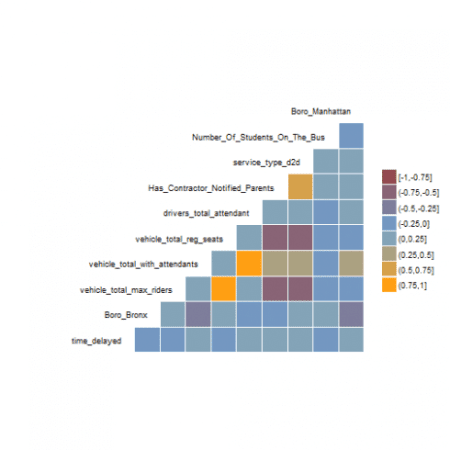 Boro_Manhattan
Number_Of_Students_On_The_Bus
service_type_d2d
Has_Contractor_Notified_Parents
drivers_total_attendant
vehicle_total_reg_seats
vehicle_total_with_attendants
vehicle_total_max_riders
Boro_Bronx
time_delayed
[-1,-0.75]
(-0.75,-0.5]
(-0.5,-0.25]
(-0.25,0]
(0,0.25]
(0.25,0.5]
(0.5,0.75]
(0.75,1]